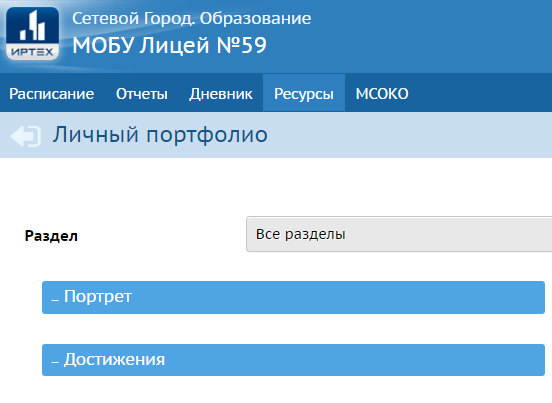 ИРТЕХ
Сетевой Город. Образование
МОБУ Лицей №59
Расписание Отчеты Дневник Ресурсы МСОКО
Личный портфолио
Раздел Все разделы
– Портрет
– Достижения